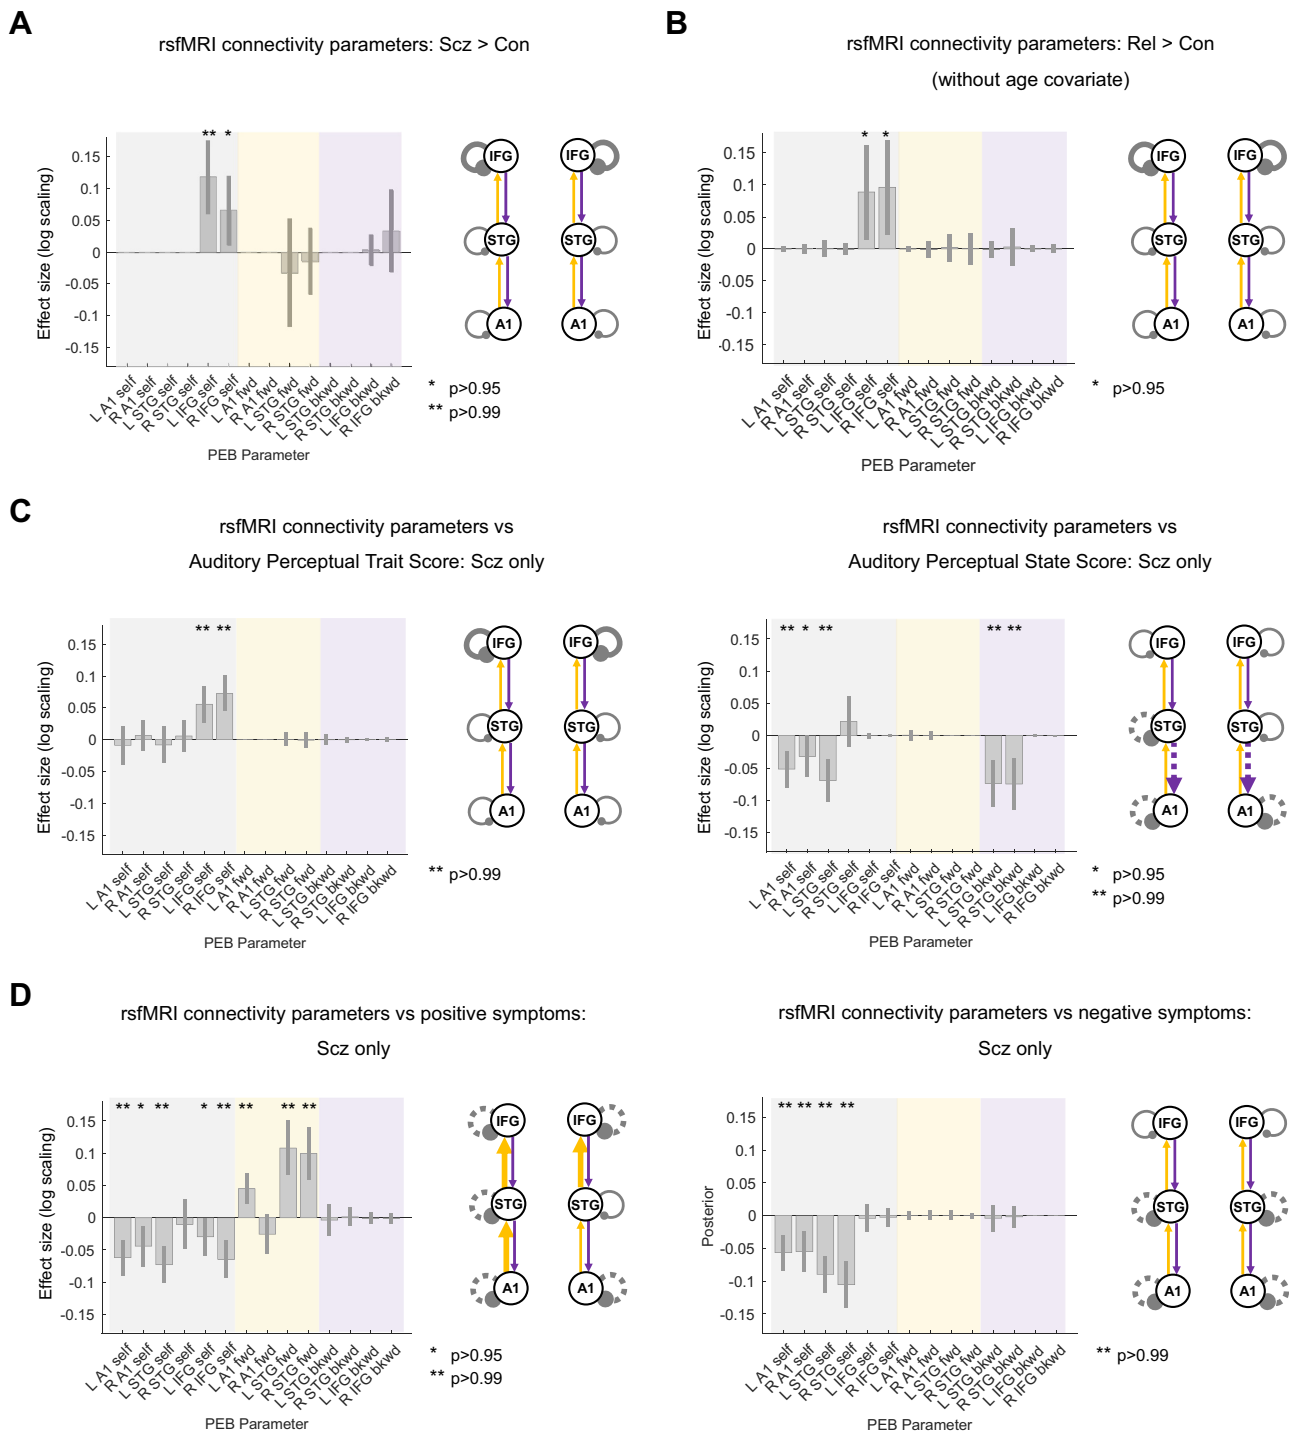 A
rsfMRI connectivity parameters: Scz > Con
Effect size (log scaling)
0.15
0.1
0.05
0
-0.05
-0.1
-0.15
** *
L A1 self
R A1 self
L STG self
R STG self
L IFG self
R IFG self
L A1 fwd
R A1 fwd
L STG fwd
R STG fwd
L STG bkwd
R STG bkwd
L IFG bkwd
R IFG bkwd
PEB Parameter
IFG IFG
STG STG
A1 A1
* p>0.95
** p>0.99
B
rsfMRI connectivity parameters: Rel > Con
(without age covariate)
Effect size (log scaling)
0.15
0.1
0.05
0
-0.05
-0.1
-0.15
* *
L A1 self
R A1 self
L STG self
R STG self
L IFG self
R IFG self
L A1 fwd
R A1 fwd
L STG fwd
R STG fwd
L STG bkwd
R STG bkwd
L IFG bkwd
R IFG bkwd
PEB Parameter
IFG IFG
STG STG
A1 A1
* p>0.95
C
rsfMRI connectivity parameters vs
Auditory Perceptual Trait Score: Scz only
Effect size (log scaling)
0.15
0.1
0.05
0
-0.05
-0.1
-0.15
** **
L A1 self
R A1 self
L STG self
R STG self
L IFG self
R IFG self
L A1 fwd
R A1 fwd
L STG fwd
R STG fwd
L STG bkwd
R STG bkwd
L IFG bkwd
R IFG bkwd
PEB Parameter
IFG IFG
STG STG
A1 A1
** p>0.99
rsfMRI connectivity parameters vs
Auditory Perceptual State Score: Scz only
Effect size (log scaling)
0.15
0.1
0.05
0
-0.05
-0.1
-0.15
** * ** ** **
L A1 self
R A1 self
L STG self
R STG self
L IFG self
R IFG self
L A1 fwd
R A1 fwd
L STG fwd
R STG fwd
L STG bkwd
R STG bkwd
L IFG bkwd
R IFG bkwd
PEB Parameter
IFG IFG
STG STG
A1 A1
* p>0.95
** p>0.99
D
rsfMRI connectivity parameters vs positive symptoms:
Scz only
Effect size (log scaling)
0.15
0.1
0.05
0
-0.05
-0.1
-0.15
** * ** * ** ** ** **
L A1 self
R A1 self
L STG self
R STG self
L IFG self
R IFG self
L A1 fwd
R A1 fwd
L STG fwd
R STG fwd
L STG bkwd
R STG bkwd
L IFG bkwd
R IFG bkwd
PEB Parameter
IFG IFG
STG STG
A1 A1
* p>0.95
** p>0.99
rsfMRI connectivity parameters vs negative symptoms:
Scz only
Posterior
0.15
0.1
0.05
0
-0.05
-0.1
-0.15
** ** ** **
L A1 self
R A1 self
L STG self
R STG self
L IFG self
R IFG self
L A1 fwd
R A1 fwd
L STG fwd
R STG fwd
L STG bkwd
R STG bkwd
L IFG bkwd
R IFG bkwd
PEB Parameter
IFG IFG
STG STG
A1 A1
** p>0.99